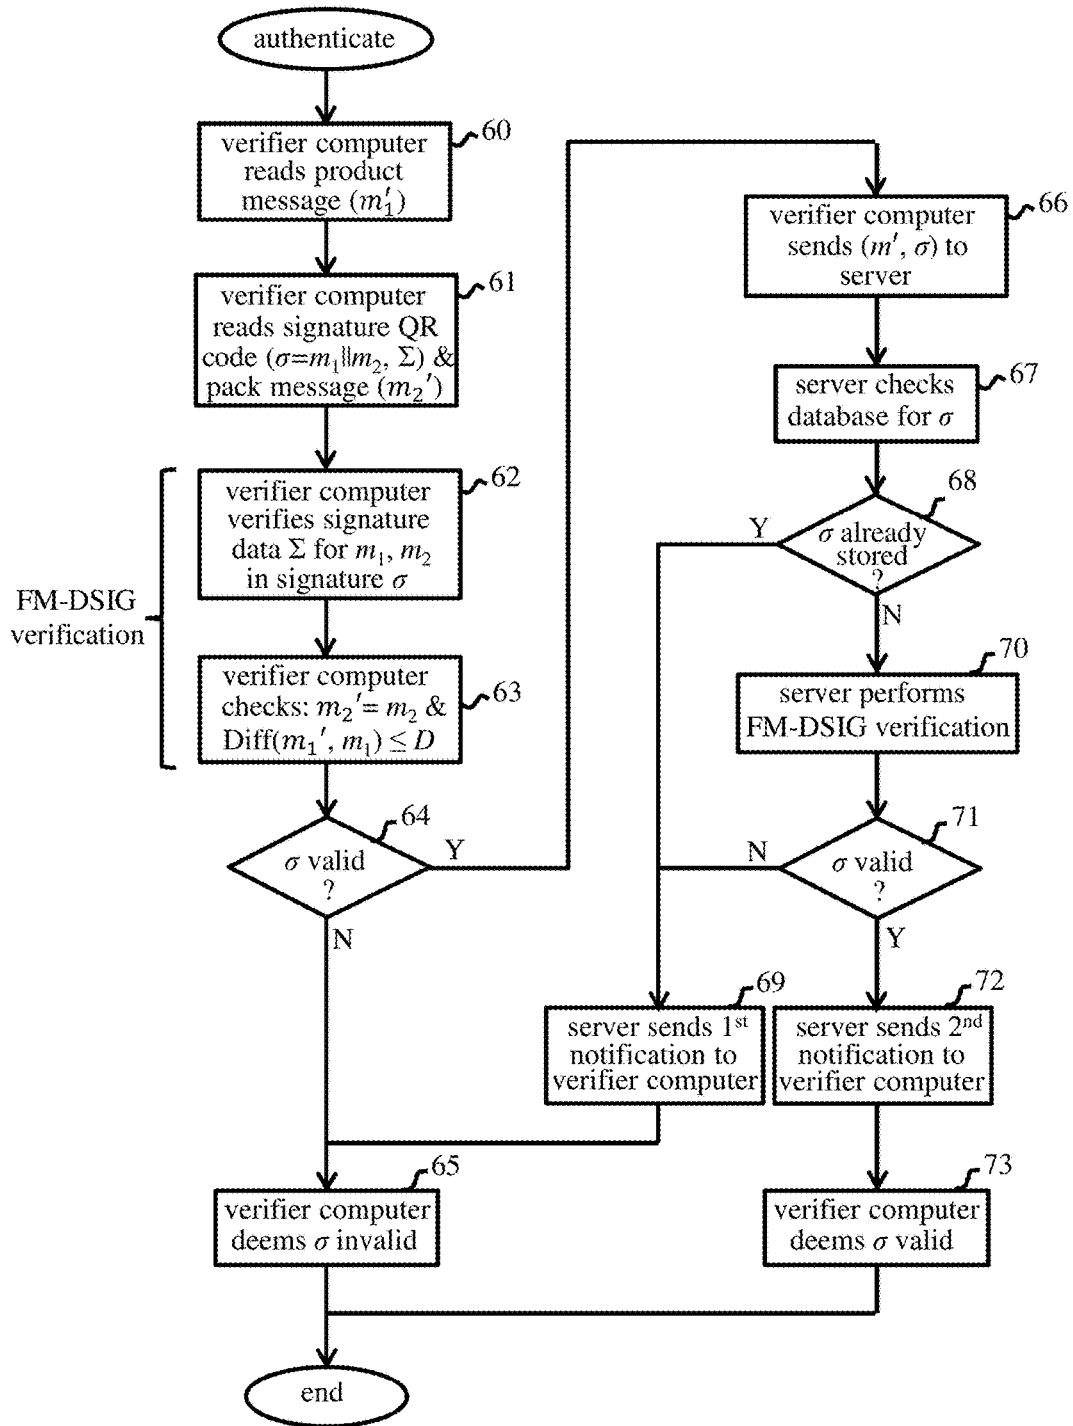 authenticate
60
verifier computer
reads product
message (m₁′)
61
verifier computer
reads signature QR
code (σ=m₁||m₂, Σ) &
pack message (m₂′)
FM-DSIG
verification
62
verifier computer
verifies signature
data Σ for m₁, m₂
in signature σ
63
verifier computer
checks: m₂′= m₂ &
Diff(m₁′, m₁) ≤ D
64
σ valid
?
Y
N
66
verifier computer
sends (m′, σ) to
server
67
server checks
database for σ
68
σ already
stored
?
Y
N
70
server performs
FM-DSIG verification
71
σ valid
?
N
Y
69
server sends 1st
notification to
verifier computer
72
server sends 2nd
notification to
verifier computer
65
verifier computer
deems σ invalid
73
verifier computer
deems σ valid
end